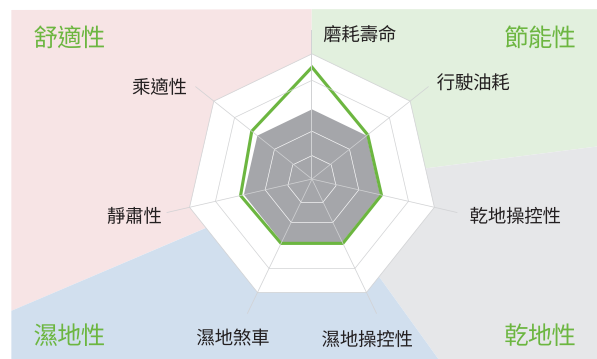 舒適性
磨耗壽命
節能性
乘適性
行駛油耗
靜肅性
乾地操控性
濕地性
濕地煞車
濕地操控性
乾地性